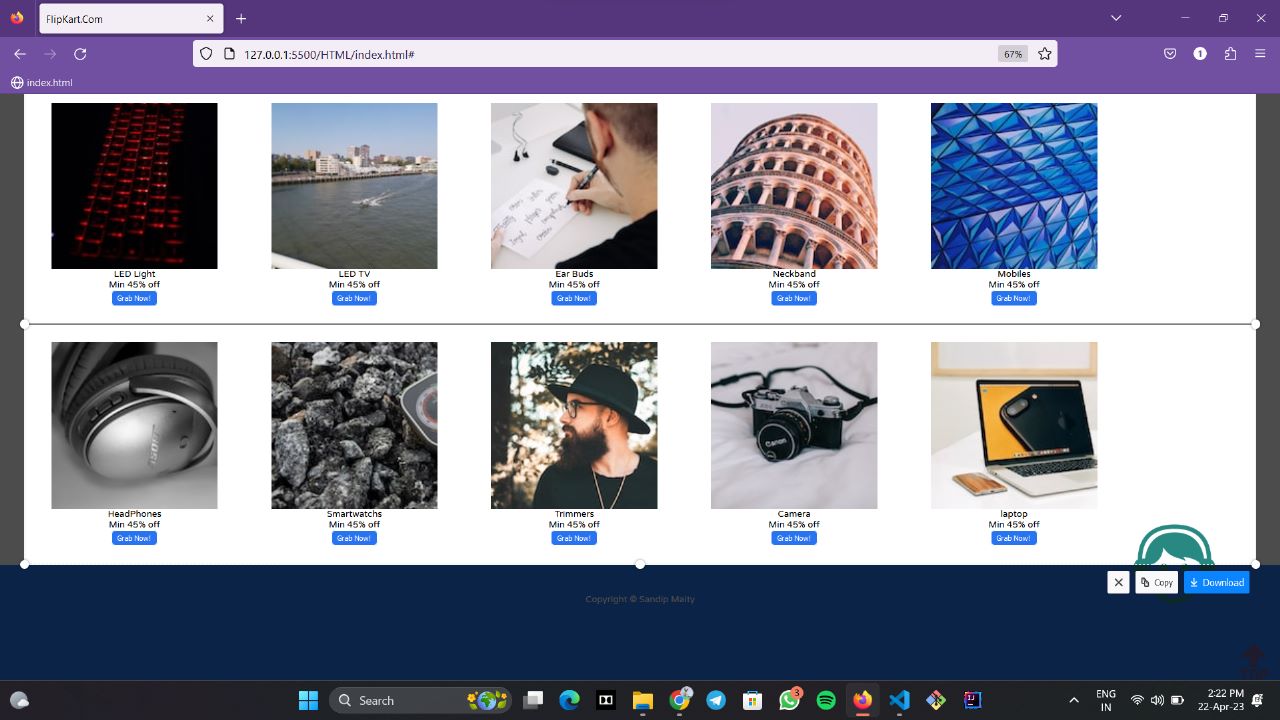 FlipKart.Com
127.0.0.1:5500/HTML/index.html#
67%
1
index.html
LED Light
Min 45% off
Grab Now!
LED TV
Min 45% off
Grab Now!
Ear Buds
Min 45% off
Grab Now!
Neckband
Min 45% off
Grab Now!
Mobiles
Min 45% off
Grab Now!
HeadPhones
Min 45% off
Grab Now!
Smartwatchs
Min 45% off
Grab Now!
Trimmers
Min 45% off
Grab Now!
Canon
Camera
Min 45% off
Grab Now!
laptop
Min 45% off
Grab Now!
Copy
Download
Copyright © Sandip Maity
TOP
Search
3
ENG
IN
2:22 PM
22-Apr-23